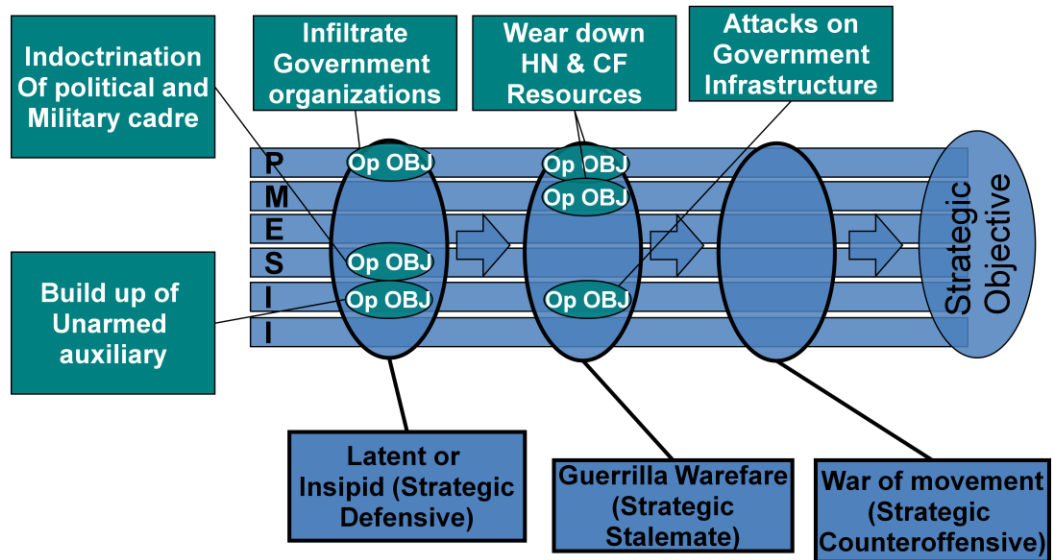 Indoctrination
Of political and
Military cadre
Infiltrate
Government
organizations
Wear down
HN & CF
Resources
Attacks on
Government
Infrastructure
P
Op OBJ
Op OBJ
M
Op OBJ
E
S
Op OBJ
I
Op OBJ
Op OBJ
I
Strategic
Objective
Build up of
Unarmed
auxiliary
Latent or
Insipid (Strategic
Defensive)
Guerrilla Warefare
(Strategic
Stalemate)
War of movement
(Strategic
Counteroffensive)